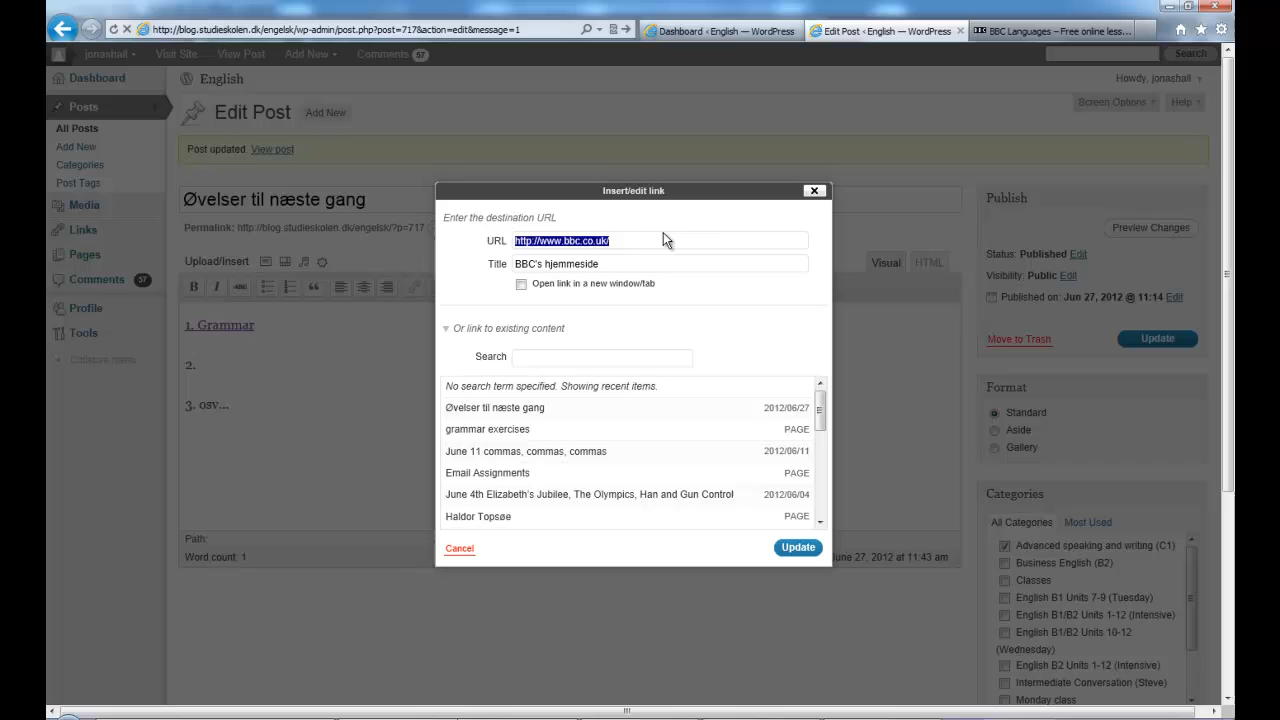 http://blog.studieskolen.dk/engelsk/wp-admin/post.php?post=717&action=edit&message=1
Dashboard ‹ English — WordPress
Edit Post ‹ English — WordPress
BBC Languages – Free online less...
jonashall
Visit Site
View Post
Add New
Comments 57
Search
Dashboard
English
Howdy, jonashall
Posts
Edit Post
Add New
Screen Options
Help
All Posts
Add New
Categories
Post Tags
Post updated. View post
Media
Links
Pages
Comments 57
Profile
Tools
Collapse menu
Øvelser til næste gang
Permalink: http://blog.studieskolen.dk/engelsk/?p=717
Upload/Insert
Visual
HTML
B
I
ABC
1. Grammar
2.
3. osv...
Path:
Word count: 1
June 27, 2012 at 11:43 am
Insert/edit link
Enter the destination URL
URL
http://www.bbc.co.uk/
Title
BBC's hjemmeside
Open link in a new window/tab
Or link to existing content
Search
No search term specified. Showing recent items.
Øvelser til næste gang 2012/06/27
grammar exercises PAGE
June 11 commas, commas, commas 2012/06/11
Email Assignments PAGE
June 4th Elizabeth's Jubilee, The Olympics, Han and Gun Control 2012/06/04
Haldor Topsøe PAGE
Cancel
Update
Publish
Preview Changes
Status: Published Edit
Visibility: Public Edit
Published on: Jun 27, 2012 @ 11:14 Edit
Move to Trash
Update
Format
Standard
Aside
Gallery
Categories
All Categories
Most Used
Advanced speaking and writing (C1)
Business English (B2)
Classes
English B1 Units 7-9 (Tuesday)
English B1/B2 Units 1-12 (Intensive)
English B1/B2 Units 10-12
(Wednesday)
English B2 Units 1-12 (Intensive)
Intermediate Conversation (Steve)
Monday class